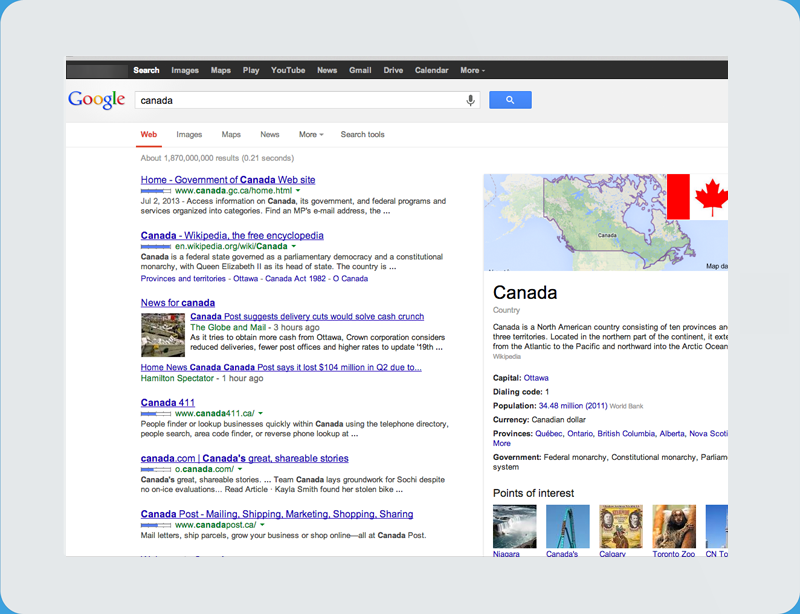 Search Images Maps Play YouTube News Gmail Drive Calendar More
Google canada
Web Images Maps News More Search tools
About 1,870,000,000 results (0.21 seconds)
Home - Government of Canada Web site
www.canada.gc.ca/home.html
Jul 2, 2013 - Access information on Canada, its government, and federal programs and
services organized into categories. Find an MP's e-mail address, the ...
Canada - Wikipedia, the free encyclopedia
en.wikipedia.org/wiki/Canada
Canada is a federal state governed as a parliamentary democracy and a constitutional
monarchy, with Queen Elizabeth II as its head of state. The country is ...
Provinces and territories - Ottawa - Canada Act 1982 - O Canada
News for canada
Canada Post suggests delivery cuts would solve cash crunch
The Globe and Mail - 3 hours ago
As it tries to obtain more cash from Ottawa, Crown corporation considers
reduced deliveries, fewer post offices and higher rates to update '19th ...
Home News Canada Canada Post says it lost $104 million in Q2 due to...
Hamilton Spectator - 1 hour ago
Canada 411
www.canada411.ca/
People finder or lookup businesses quickly within Canada using the telephone directory,
people search, area code finder, or reverse phone lookup at ...
canada.com | Canada's great, shareable stories
o.canada.com/
Canada's great, shareable stories. ... Team Canada lays groundwork for Sochi despite
no on-ice evaluations... Read Article · Kayla Smith found her stolen bike ...
Canada Post - Mailing, Shipping, Marketing, Shopping, Sharing
www.canadapost.ca/
Mail letters, ship parcels, grow your business or shop online—all at Canada Post.
Canada
Map da
Canada
Country
Canada is a North American country consisting of ten provinces an
three territories. Located in the northern part of the continent, it exte
from the Atlantic to the Pacific and northward into the Arctic Ocean
Wikipedia
Capital: Ottawa
Dialing code: 1
Population: 34.48 million (2011) World Bank
Currency: Canadian dollar
Provinces: Québec, Ontario, British Columbia, Alberta, Nova Scoti
More
Government: Federal monarchy, Constitutional monarchy, Parliame
system
Points of interest
Niagara Canada's Calgary Toronto Zoo CN To